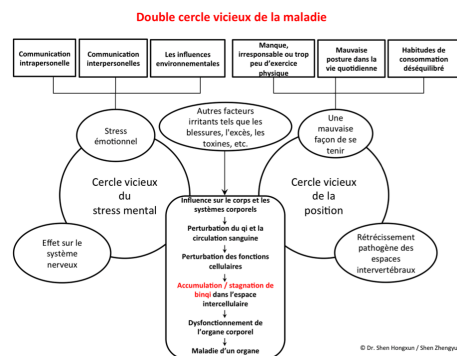 Double cercle vicieux de la maladie
Communication
intrapersonelle
Communication
interpersonelles
Les influences
environnementales
Manque,
irresponsable ou trop
peu d'exercice
physique
Mauvaise
posture dans la
vie quotidienne
Habitudes de
consommation
déséquilibré
Stress
émotionnel
Autres facteurs
irritants tels que les
blessures, l'excès, les
toxines, etc.
Une
mauvaise
façon de se
tenir
Cercle vicieux
du
stress mental
Cercle vicieux
de la
position
Effet sur le
système
nerveux
Rétrécissement
pathogène des
espaces
intervertébraux
Influence sur le corps et les
systèmes corporels
Perturbation du qi et la
circulation sanguine
Perturbation des fonctions
cellulaires
Accumulation / stagnation de
binqi dans l'espace
intercellulaire
Dysfonctionnement de
l'organe corporel
Maladie d'un organe
© Dr. Shen Hongxun / Shen Zhengyu